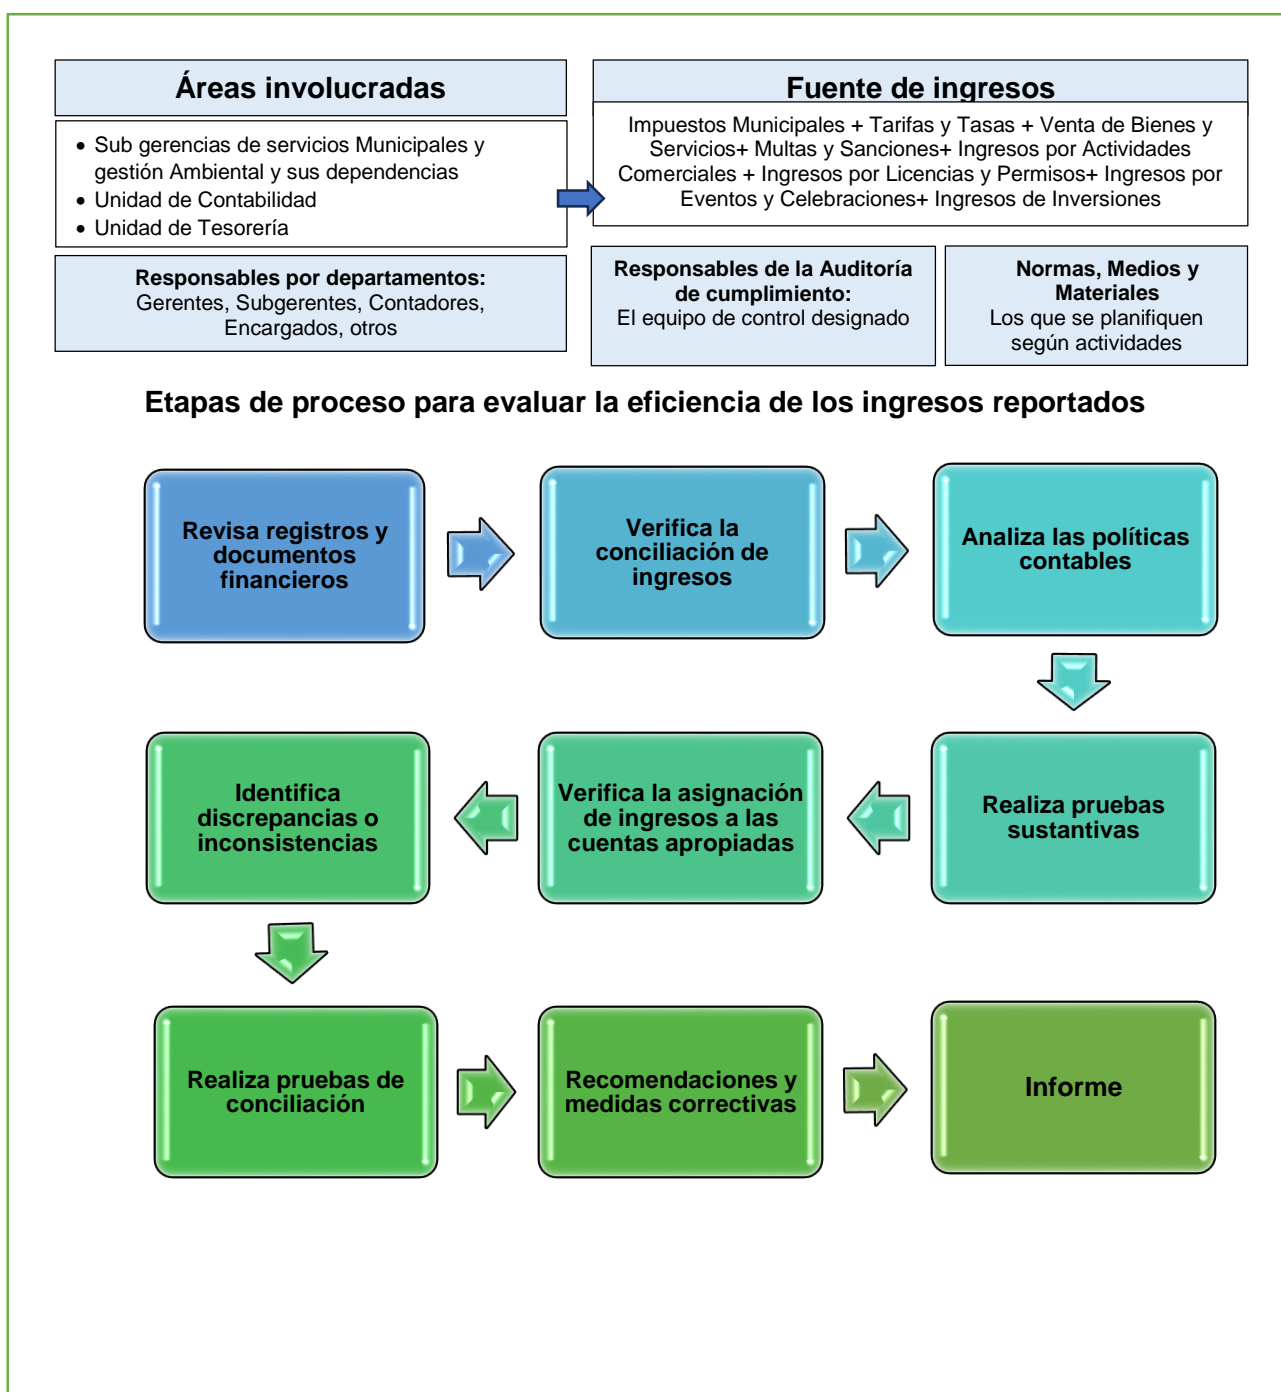 Áreas involucradas
• Sub gerencias de servicios Municipales y
gestión Ambiental y sus dependencias
• Unidad de Contabilidad
• Unidad de Tesorería
Responsables por departamentos:
Gerentes, Subgerentes, Contadores,
Encargados, otros
Fuente de ingresos
Impuestos Municipales + Tarifas y Tasas + Venta de Bienes y
Servicios+ Multas y Sanciones+ Ingresos por Actividades
Comerciales + Ingresos por Licencias y Permisos+ Ingresos por
Eventos y Celebraciones+ Ingresos de Inversiones
Responsables de la Auditoría
de cumplimiento:
El equipo de control designado
Normas, Medios y
Materiales
Los que se planifiquen
según actividades
Etapas de proceso para evaluar la eficiencia de los ingresos reportados
Revisa registros y
documentos
financieros
Verifica la
conciliación de
ingresos
Analiza las políticas
contables
Realiza pruebas
sustantivas
Verifica la asignación
de ingresos a las
cuentas apropiadas
Identifica
discrepancias o
inconsistencias
Realiza pruebas de
conciliación
Recomendaciones y
medidas correctivas
Informe